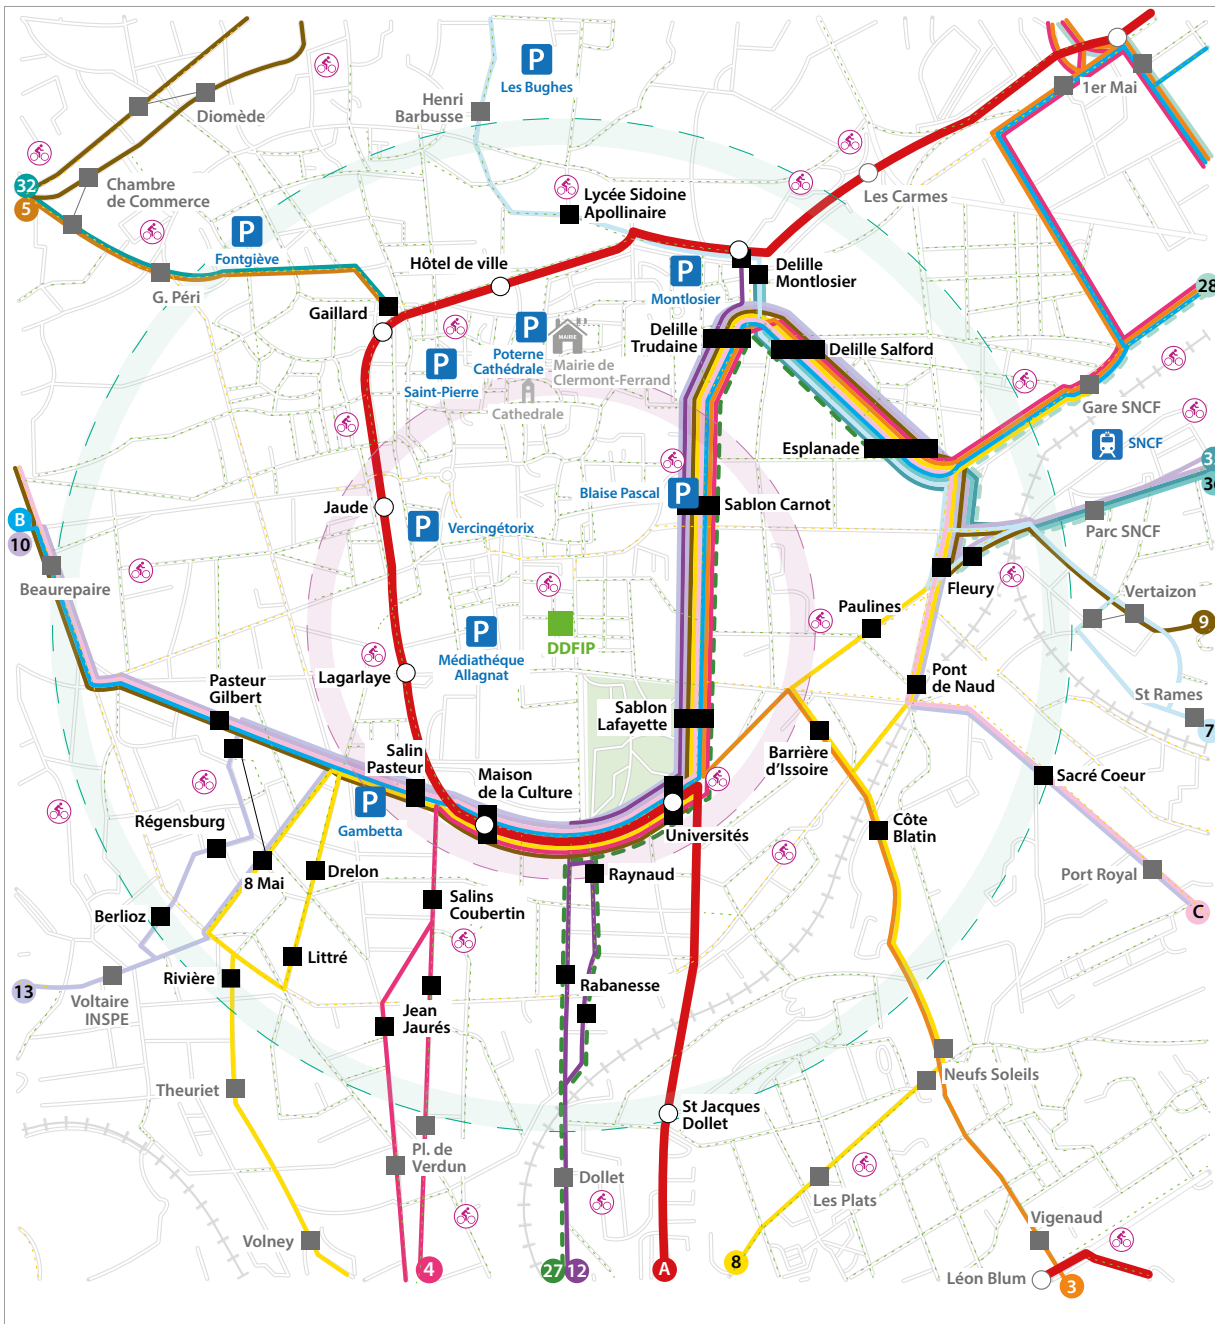 P
Les Bughes
Henri
Barbusse
1er Mai
Diomède
32
5
Chambre
de Commerce
Lycée Sidoine
Apollinaire
Les Carmes
P
Fontgiève
G. Péri
Hôtel de ville
P
Montlosier
Delille
Montlosier
28
Gaillard
P
Poterne
Cathédrale
MAIRIE
Mairie de
Clermont-Ferrand
Delille
Trudaine
Delille Salford
P
Saint-Pierre
Cathedrale
Gare SNCF
Esplanade
SNCF
B
10
Jaude
P
Vercingétorix
Blaise Pascal
P
Sablon Carnot
3
36
Parc SNCF
Beaurepaire
Fleury
Vertaizon
9
Paulines
DDFIP
P
Médiathéque
Allagnat
Lagarlaye
Pont
de Naud
St Rames
7
Pasteur
Gilbert
Sablon
Lafayette
Barrière
d'Issoire
Salin
Pasteur
Maison
de la Culture
Sacré Coeur
P
Gambetta
Régensburg
Universités
Côte
Blatin
8 Mai
Drelon
Raynaud
Port Royal
Salins
Coubertin
Berlioz
C
Littré
13
Voltaire
INSPE
Rivière
Rabanesse
Jean
Jaurés
Theuriet
Neufs Soleils
St Jacques
Dollet
Pl. de
Verdun
Dollet
Les Plats
Volney
Vigenaud
4
27
12
A
8
Léon Blum
3